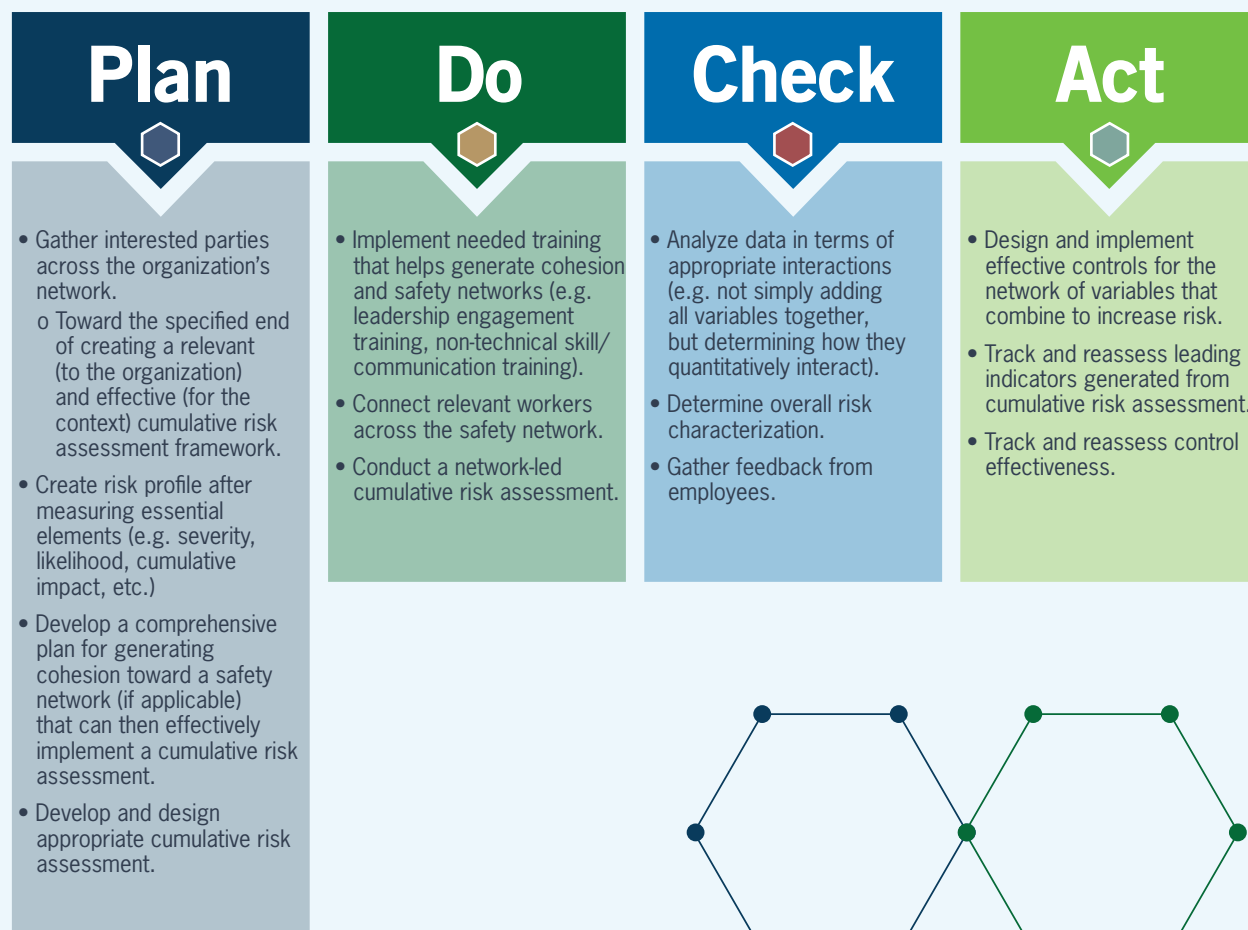 Plan
• Gather interested parties
across the organization's
network.
o Toward the specified end
of creating a relevant
(to the organization)
and effective (for the
context) cumulative risk
assessment framework.
• Create risk profile after
measuring essential
elements (e.g. severity,
likelihood, cumulative
impact, etc.)
• Develop a comprehensive
plan for generating
cohesion toward a safety
network (if applicable)
that can then effectively
implement a cumulative risk
assessment.
• Develop and design
appropriate cumulative risk
assessment.
Do
• Implement needed training
that helps generate cohesion
and safety networks (e.g.
leadership engagement
training, non-technical skill/
communication training).
• Connect relevant workers
across the safety network.
• Conduct a network-led
cumulative risk assessment.
Check
• Analyze data in terms of
appropriate interactions
(e.g. not simply adding
all variables together,
but determining how they
quantitatively interact).
• Determine overall risk
characterization.
• Gather feedback from
employees.
Act
• Design and implement
effective controls for the
network of variables that
combine to increase risk.
• Track and reassess leading
indicators generated from
cumulative risk assessment.
• Track and reassess control
effectiveness.